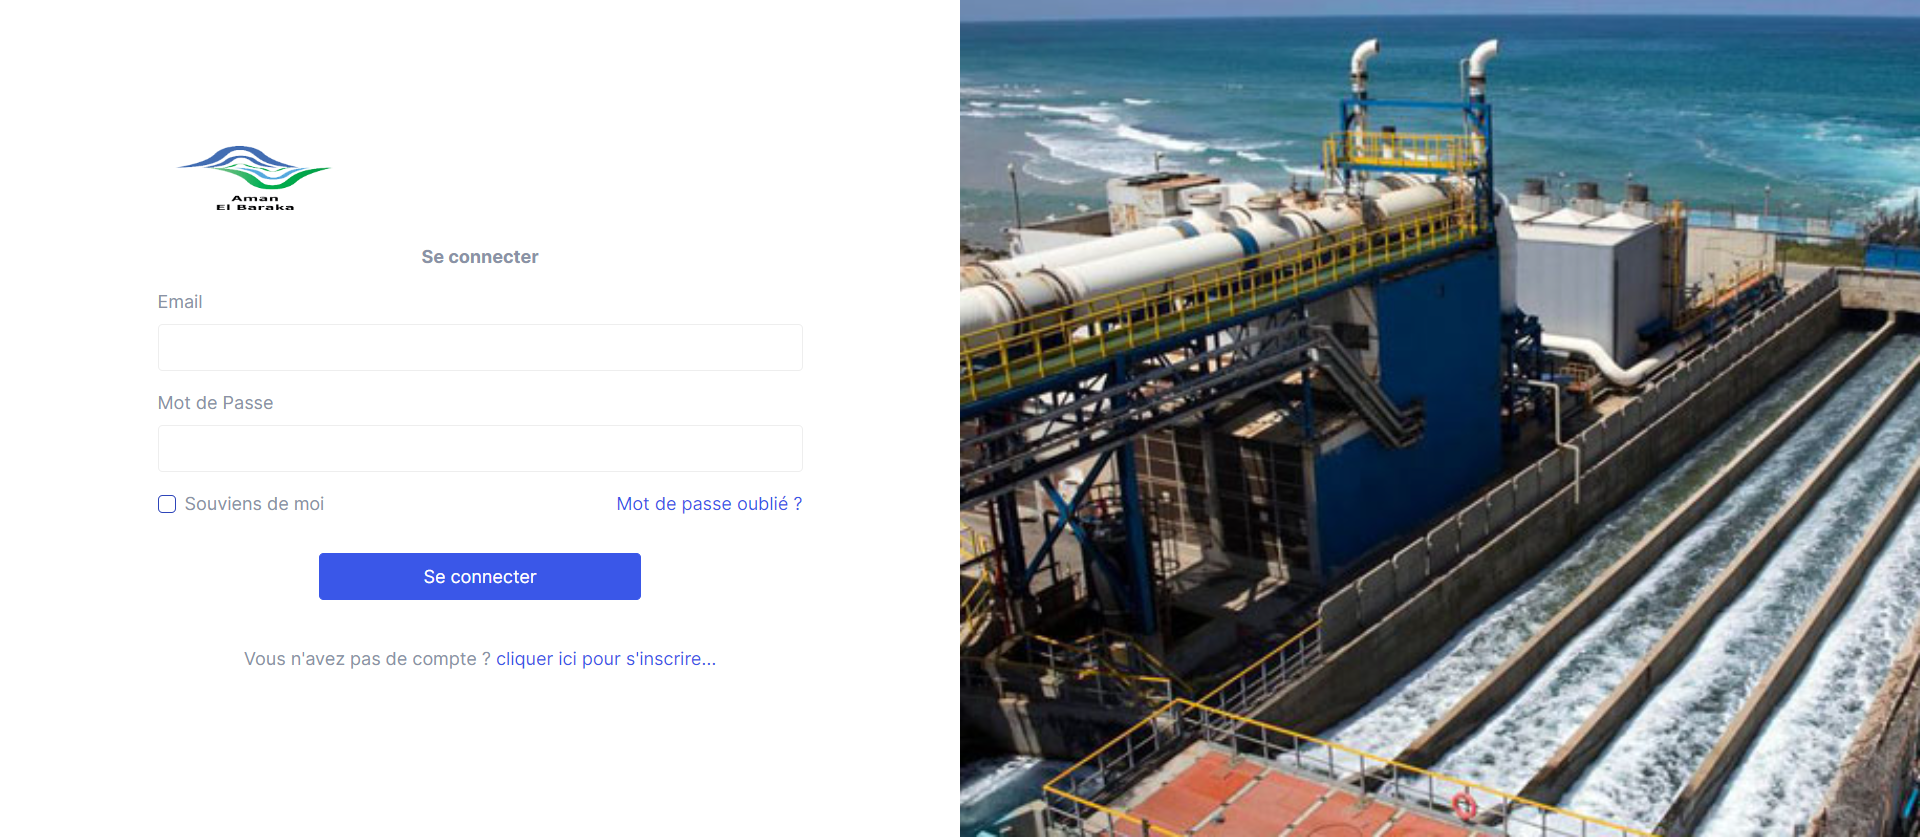 Aman
El Baraka
Se connecter
Email
Mot de Passe
Souviens de moi
Mot de passe oublié ?
Se connecter
Vous n'avez pas de compte ? cliquer ici pour s'inscrire...